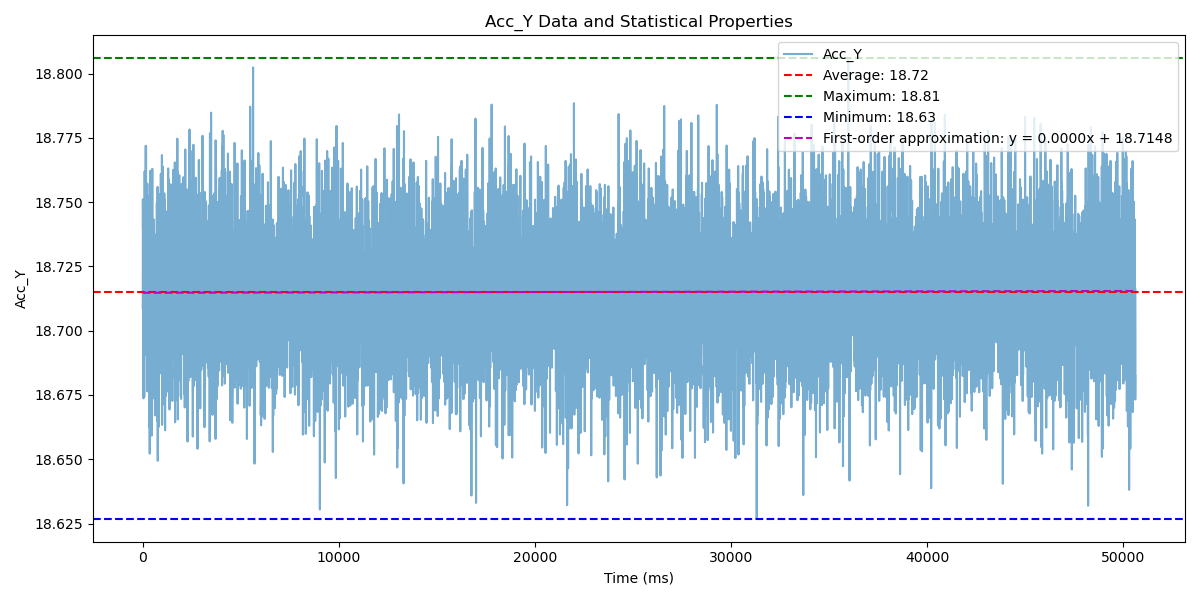 Acc_Y Data and Statistical Properties
Acc_Y
Average: 18.72
Maximum: 18.81
Minimum: 18.63
First-order approximation: y = 0.0000x + 18.7148
18.800
18.775
18.750
18.725
18.700
18.675
18.650
18.625
Acc_Y
0 10000 20000 30000 40000 50000
Time (ms)